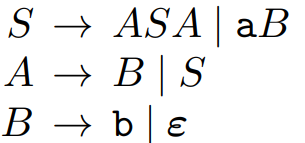 S → ASA | aB
A → B | S
B → b | ε